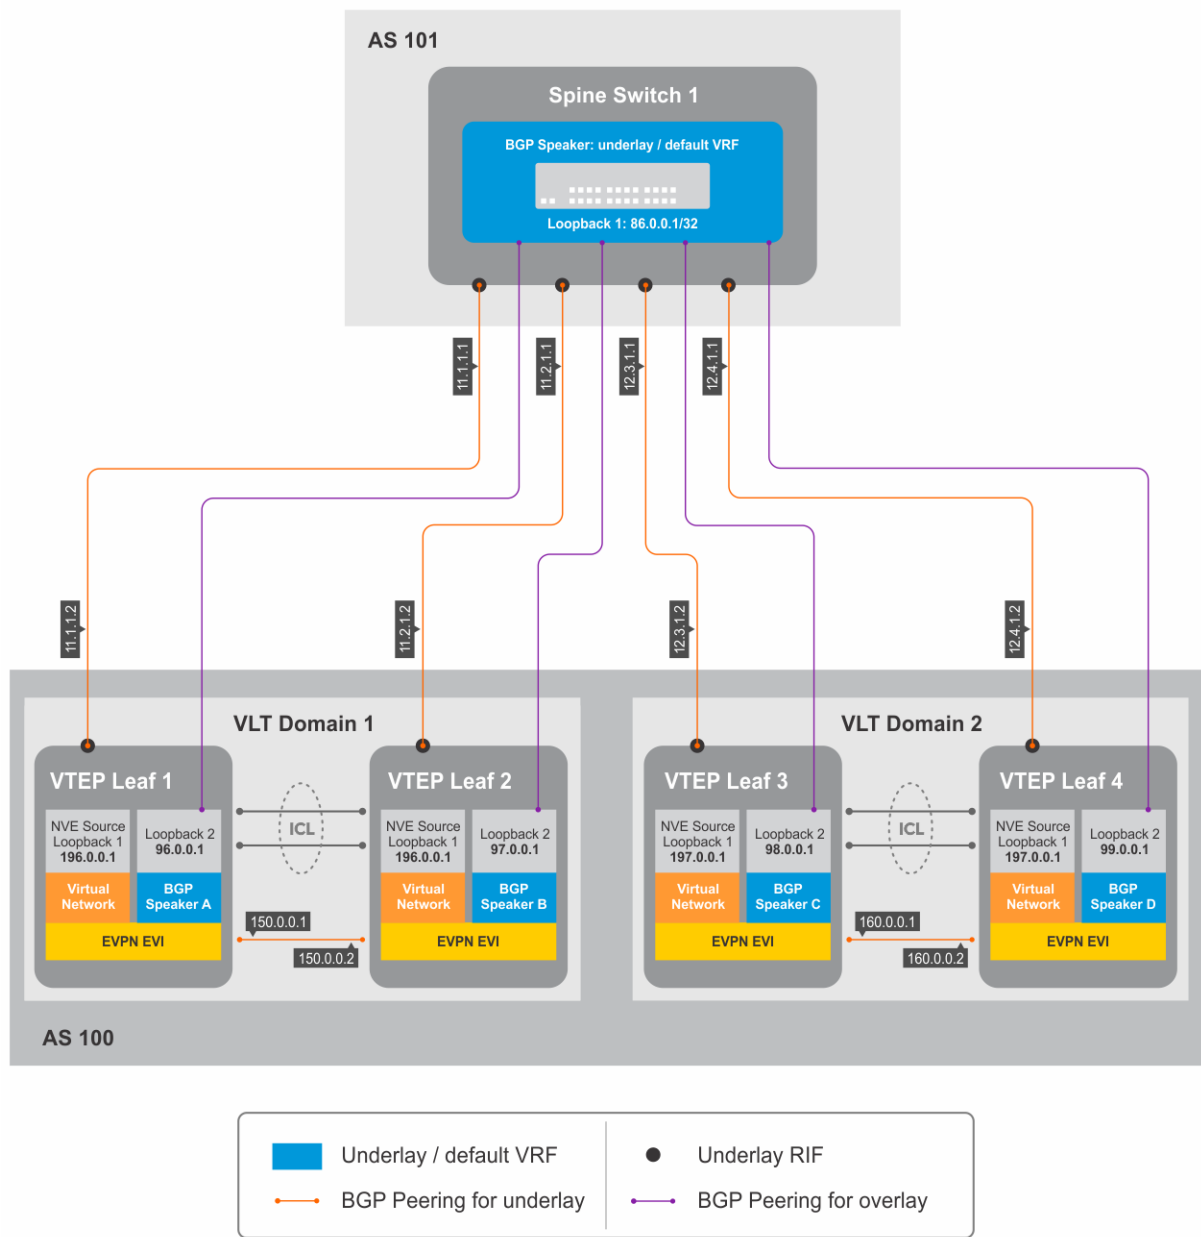 AS 101
Spine Switch 1
BGP Speaker: underlay / default VRF
Loopback 1: 86.0.0.1/32
11.1.1.1
11.2.1.1
12.3.1.1
12.4.1.1
11.1.1.2
11.2.1.2
12.3.1.2
12.4.1.2
VLT Domain 1
VTEP Leaf 1
NVE Source
Loopback 1
196.0.0.1
Loopback 2
96.0.0.1
Virtual
Network
BGP
Speaker A
EVPN EVI
ICL
150.0.0.1
150.0.0.2
VTEP Leaf 2
NVE Source
Loopback 1
196.0.0.1
Loopback 2
97.0.0.1
Virtual
Network
BGP
Speaker B
EVPN EVI
VLT Domain 2
VTEP Leaf 3
NVE Source
Loopback 1
197.0.0.1
Loopback 2
98.0.0.1
Virtual
Network
BGP
Speaker C
EVPN EVI
ICL
160.0.0.1
160.0.0.2
VTEP Leaf 4
NVE Source
Loopback 1
197.0.0.1
Loopback 2
99.0.0.1
Virtual
Network
BGP
Speaker D
EVPN EVI
AS 100
Underlay / default VRF
Underlay RIF
BGP Peering for underlay
BGP Peering for overlay